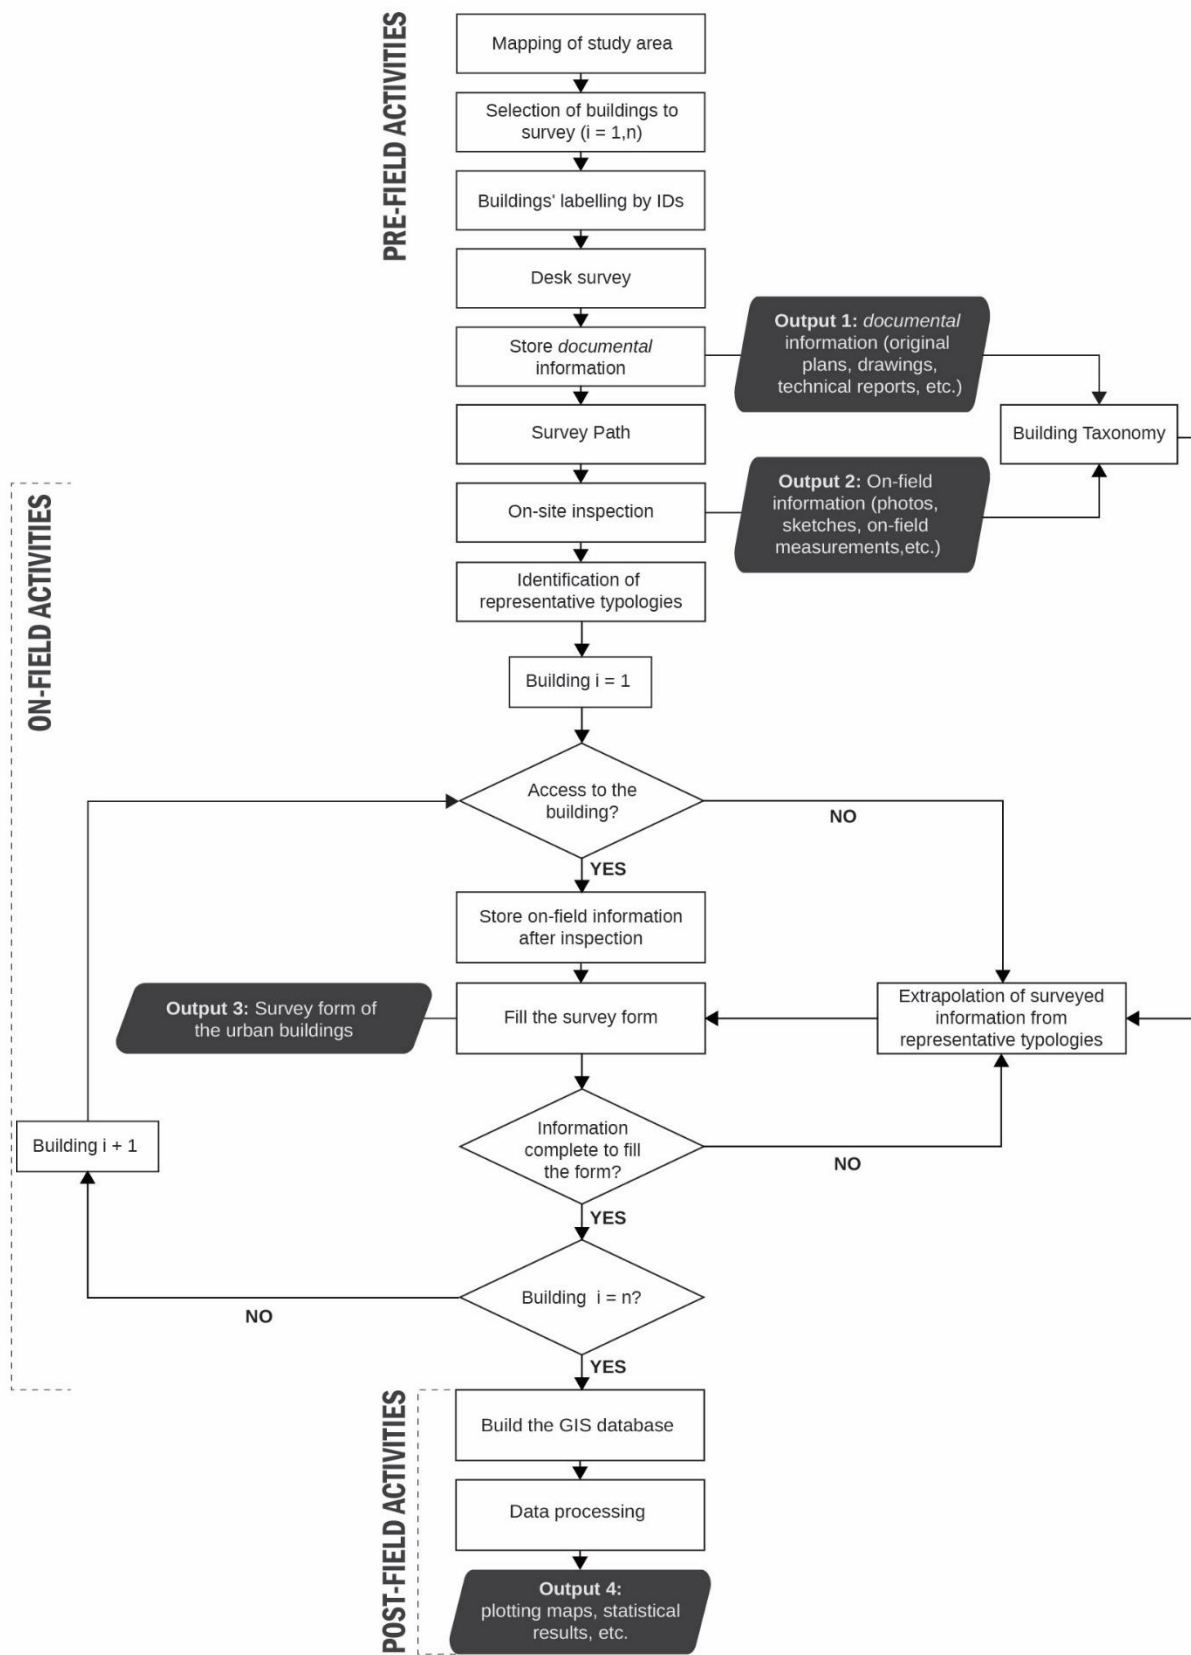 PRE-FIELD ACTIVITIES
Mapping of study area
Selection of buildings to
survey (i = 1,n)
Buildings' labelling by IDs
Desk survey
Store documental
information
Output 1: documental
information (original
plans, drawings,
technical reports, etc.)
Survey Path
Building Taxonomy
ON-FIELD ACTIVITIES
On-site inspection
Output 2: On-field
information (photos,
sketches, on-field
measurements,etc.)
Identification of
representative typologies
Building i = 1
Access to the
building?
NO
YES
Store on-field information
after inspection
Output 3: Survey form of
the urban buildings
Fill the survey form
Extrapolation of surveyed
information from
representative typologies
Building i + 1
Information
complete to fill
the form?
NO
YES
Building i = n?
NO
YES
POST-FIELD ACTIVITIES
Build the GIS database
Data processing
Output 4:
plotting maps, statistical
results, etc.